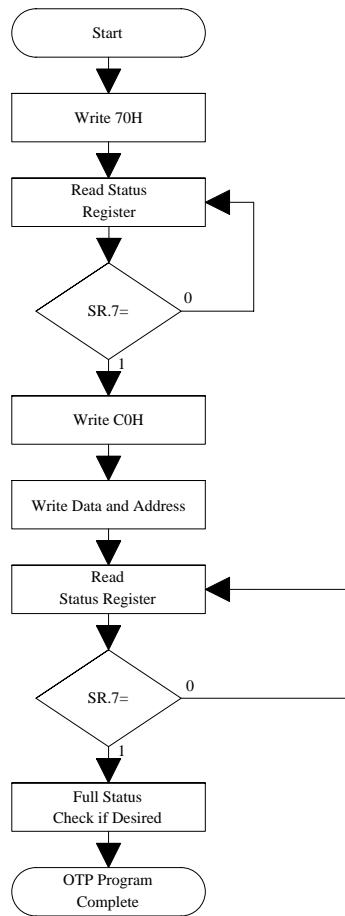 Start
Write 70H
Read Status
Register
SR.7=
0
1
Write C0H
Write Data and Address
Read
Status Register
SR.7=
0
1
Full Status
Check if Desired
OTP Program
Complete